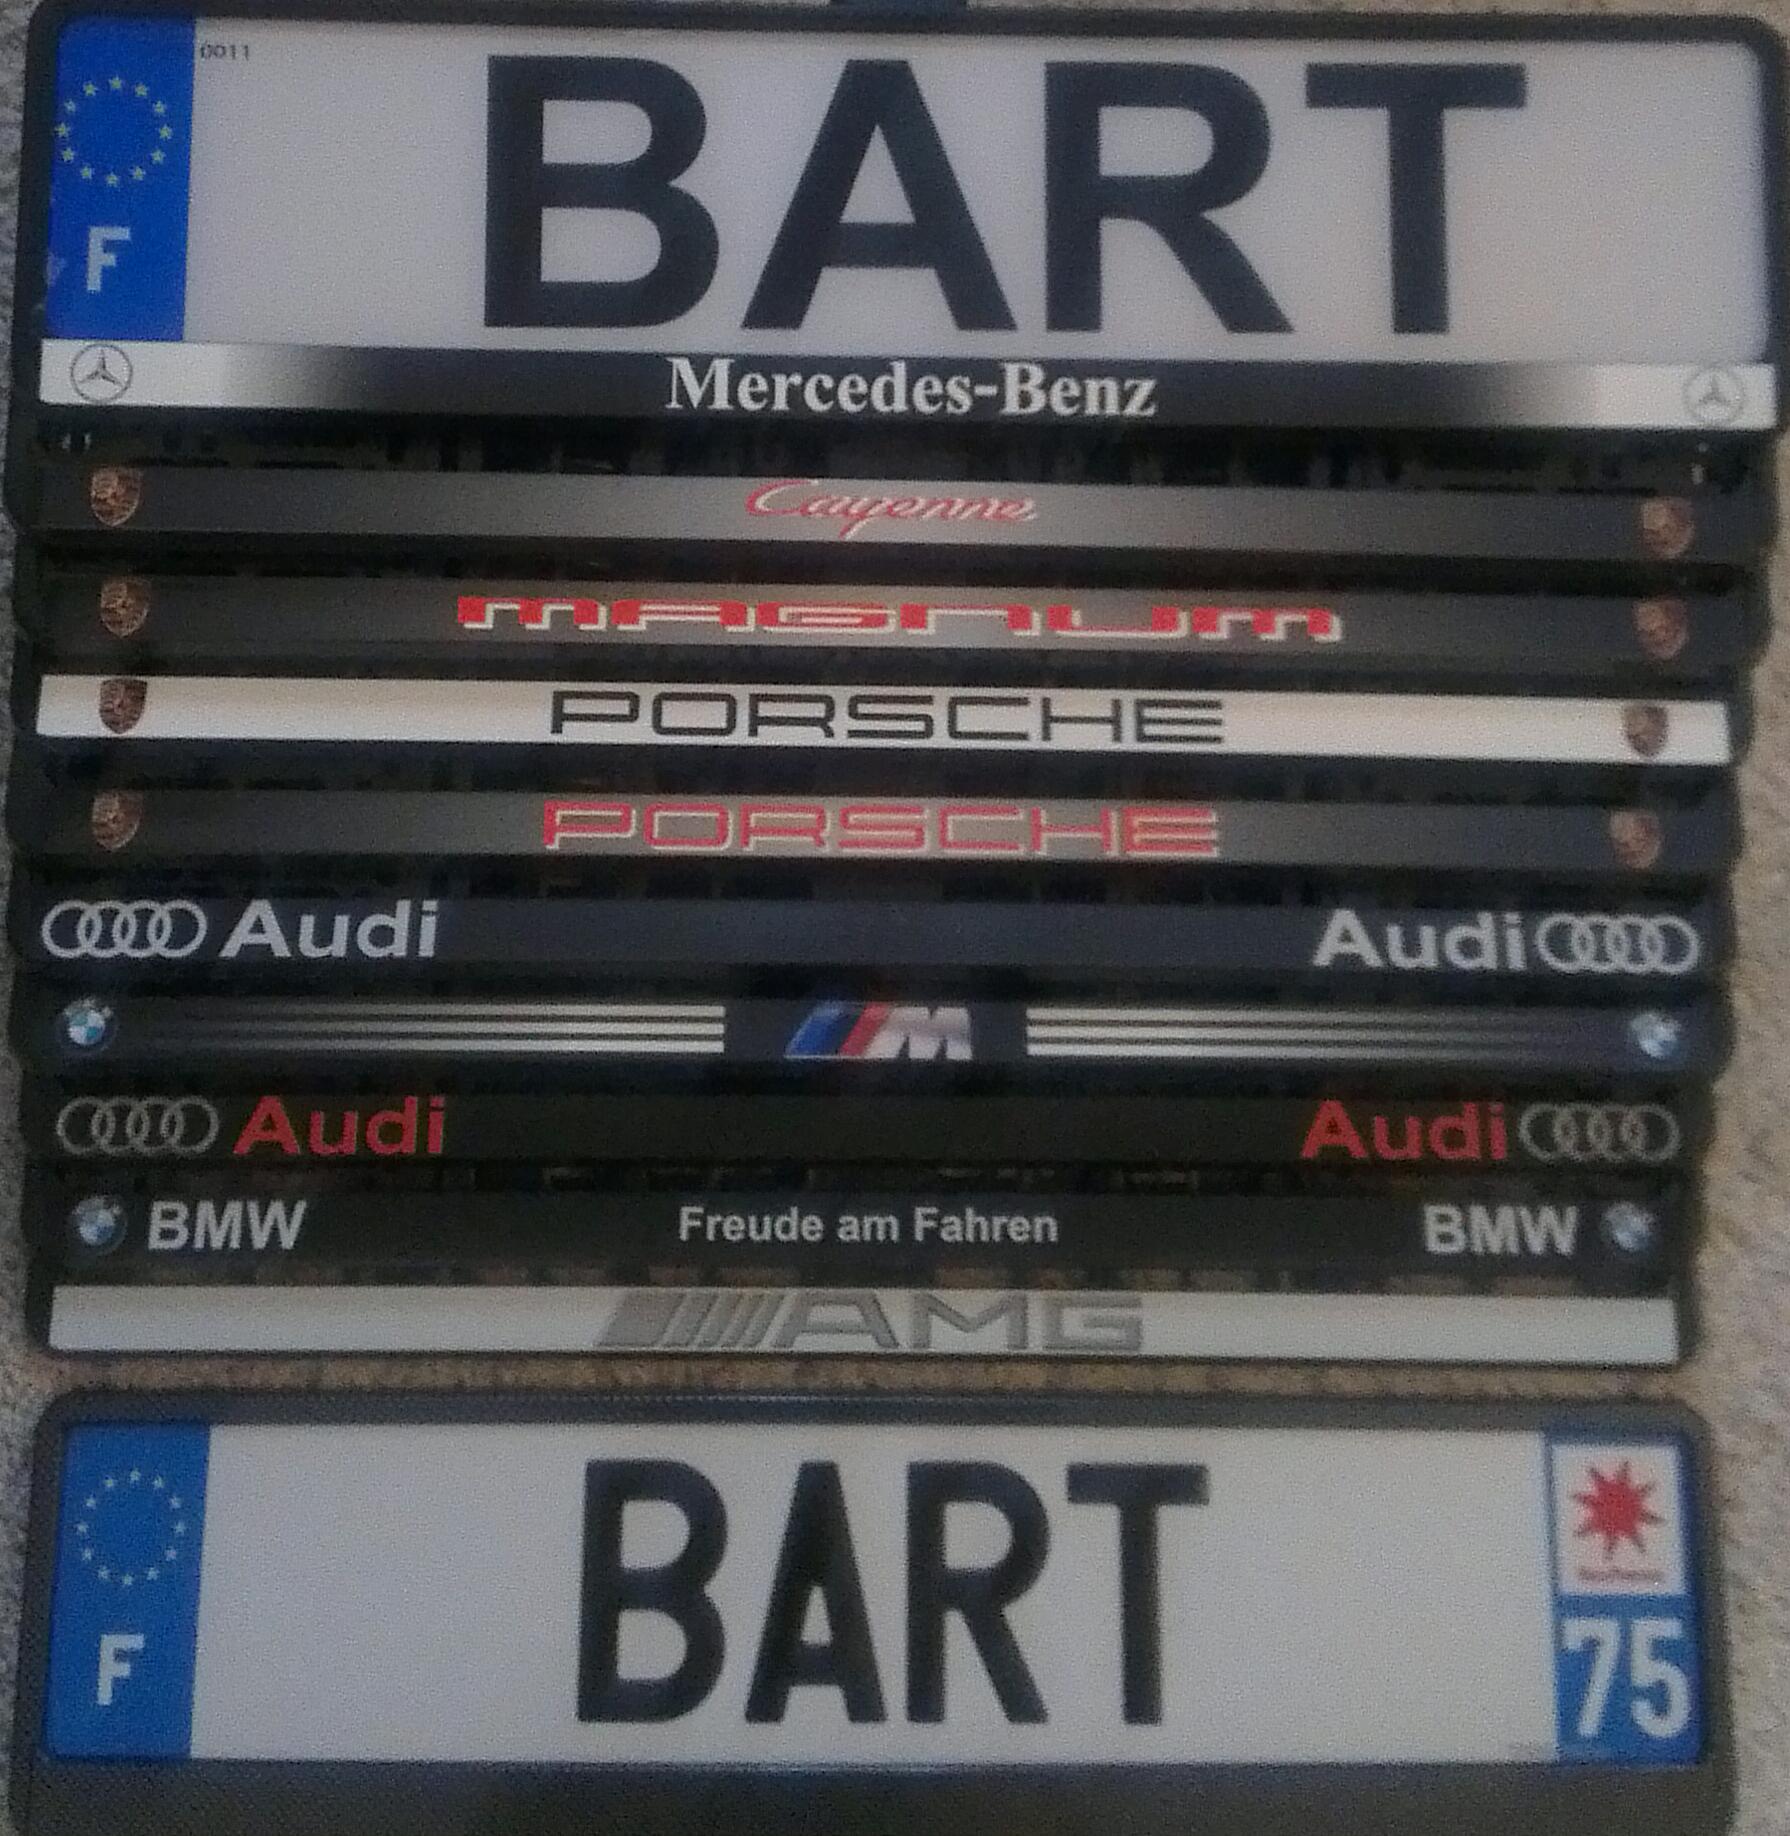 0011
F BART
Mercedes-Benz
Cayenne
MAGNUM
PORSCHE
PORSCHE
Audi Audi
M
Audi Audi
BMW Freude am Fahren BMW
AMG
F BART
75